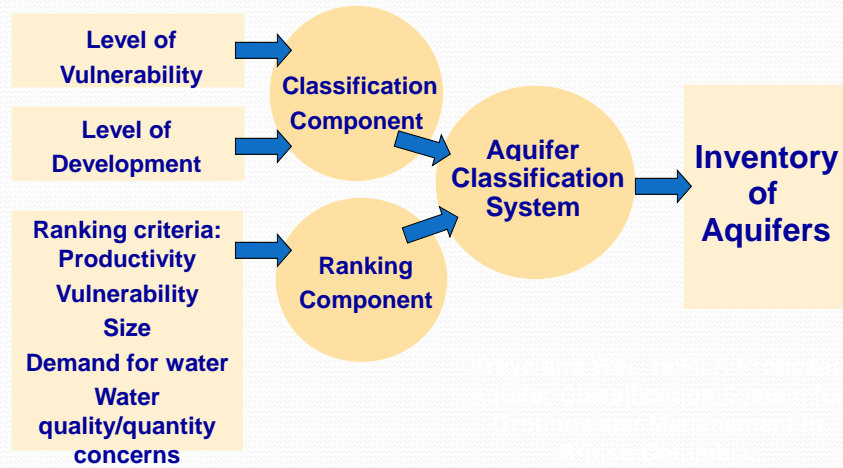 Level of
Vulnerability
Level of
Development
Ranking criteria:
Productivity
Vulnerability
Size
Demand for water
Water
quality/quantity
concerns
Classification
Component
Ranking
Component
Aquifer
Classification
System
Inventory
of
Aquifers